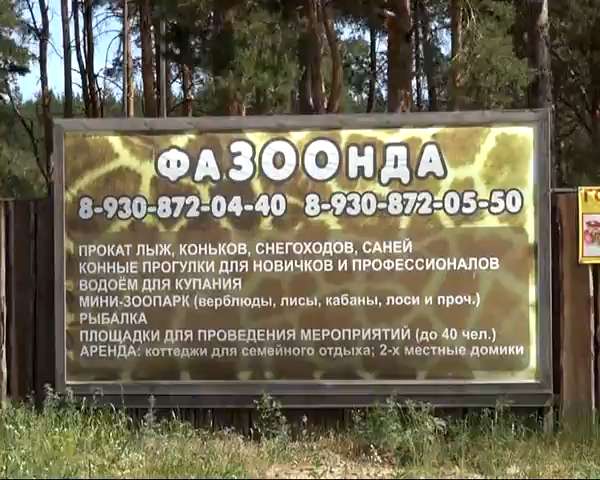 ФАЗООНДА
8-930-872-04-40 8-930-872-05-50
ПРОКАТ ЛЫЖ, КОНЬКОВ, СНЕГОХОДОВ, САНЕЙ
КОННЫЕ ПРОГУЛКИ ДЛЯ НОВИЧКОВ И ПРОФЕССИОНАЛОВ
ВОДОЁМ ДЛЯ КУПАНИЯ
МИНИ-ЗООПАРК (верблюды, лисы, кабаны, лоси и проч.)
РЫБАЛКА
ПЛОЩАДКИ ДЛЯ ПРОВЕДЕНИЯ МЕРОПРИЯТИЙ (до 40 чел.)
АРЕНДА: коттеджи для семейного отдыха; 2-х местные домики